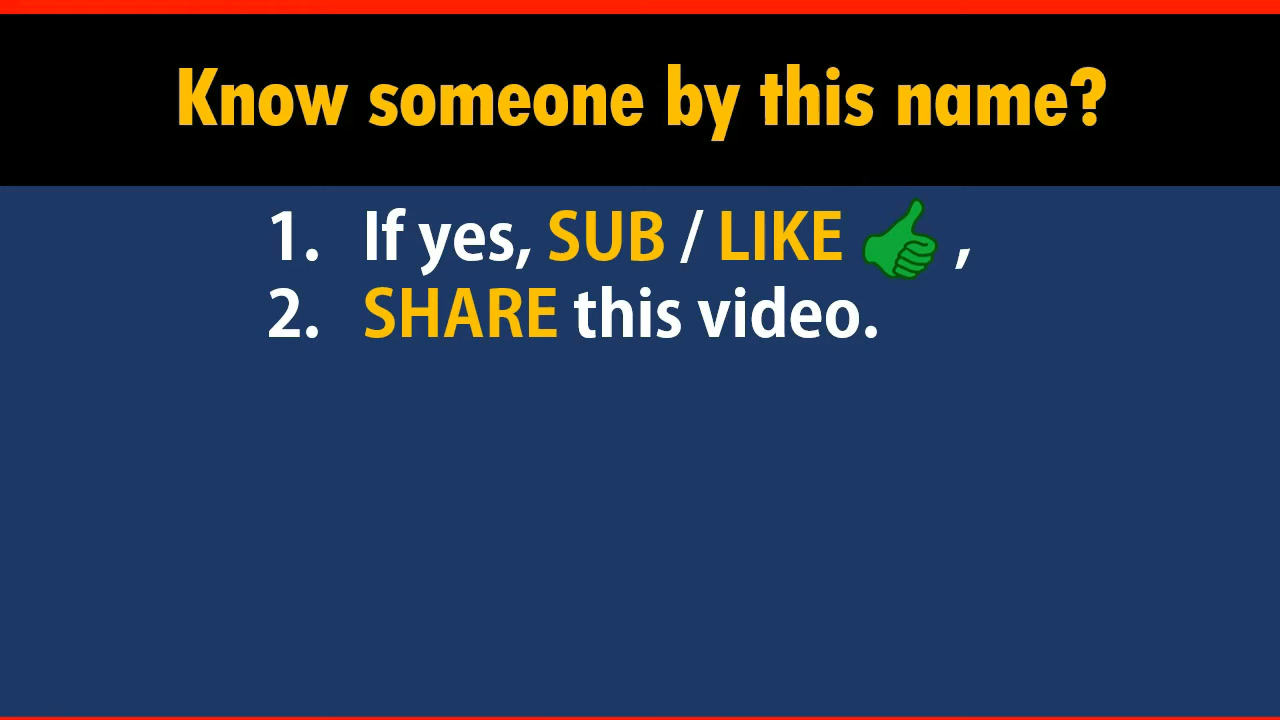 Know someone by this name?
1. If yes, SUB / LIKE ,
2. SHARE this video.